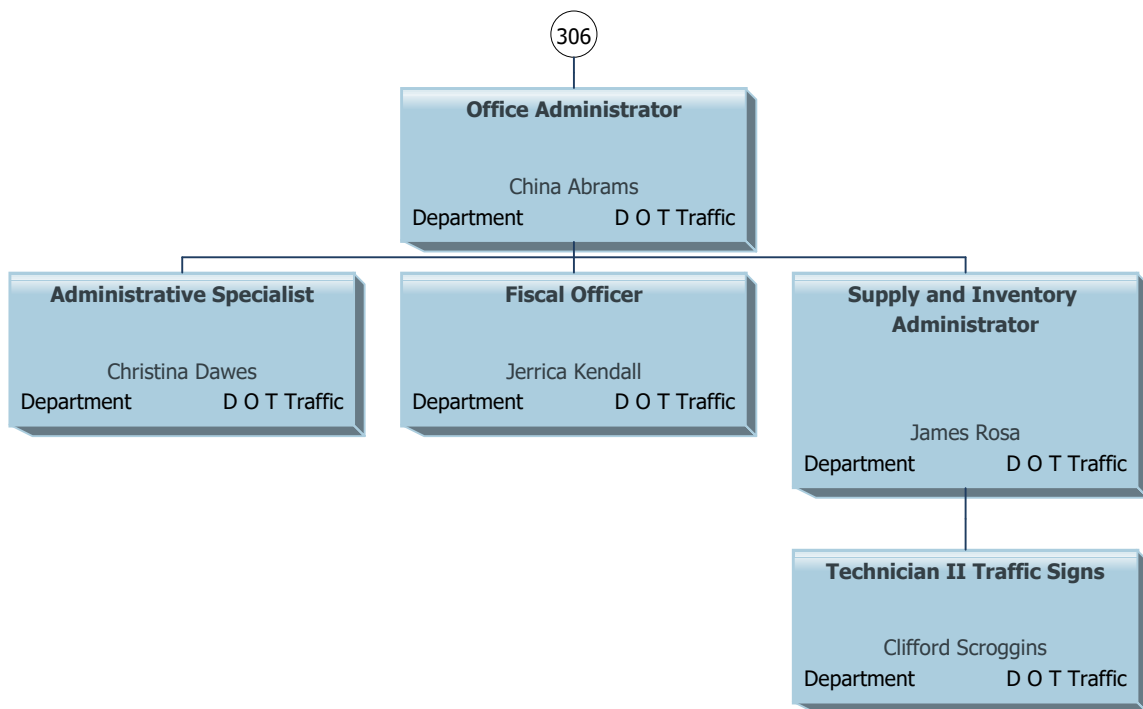 306
Office Administrator
China Abrams
Department D O T Traffic
Administrative Specialist
Christina Dawes
Department D O T Traffic
Fiscal Officer
Jerrica Kendall
Department D O T Traffic
Supply and Inventory
Administrator
James Rosa
Department D O T Traffic
Technician II Traffic Signs
Clifford Scroggins
Department D O T Traffic